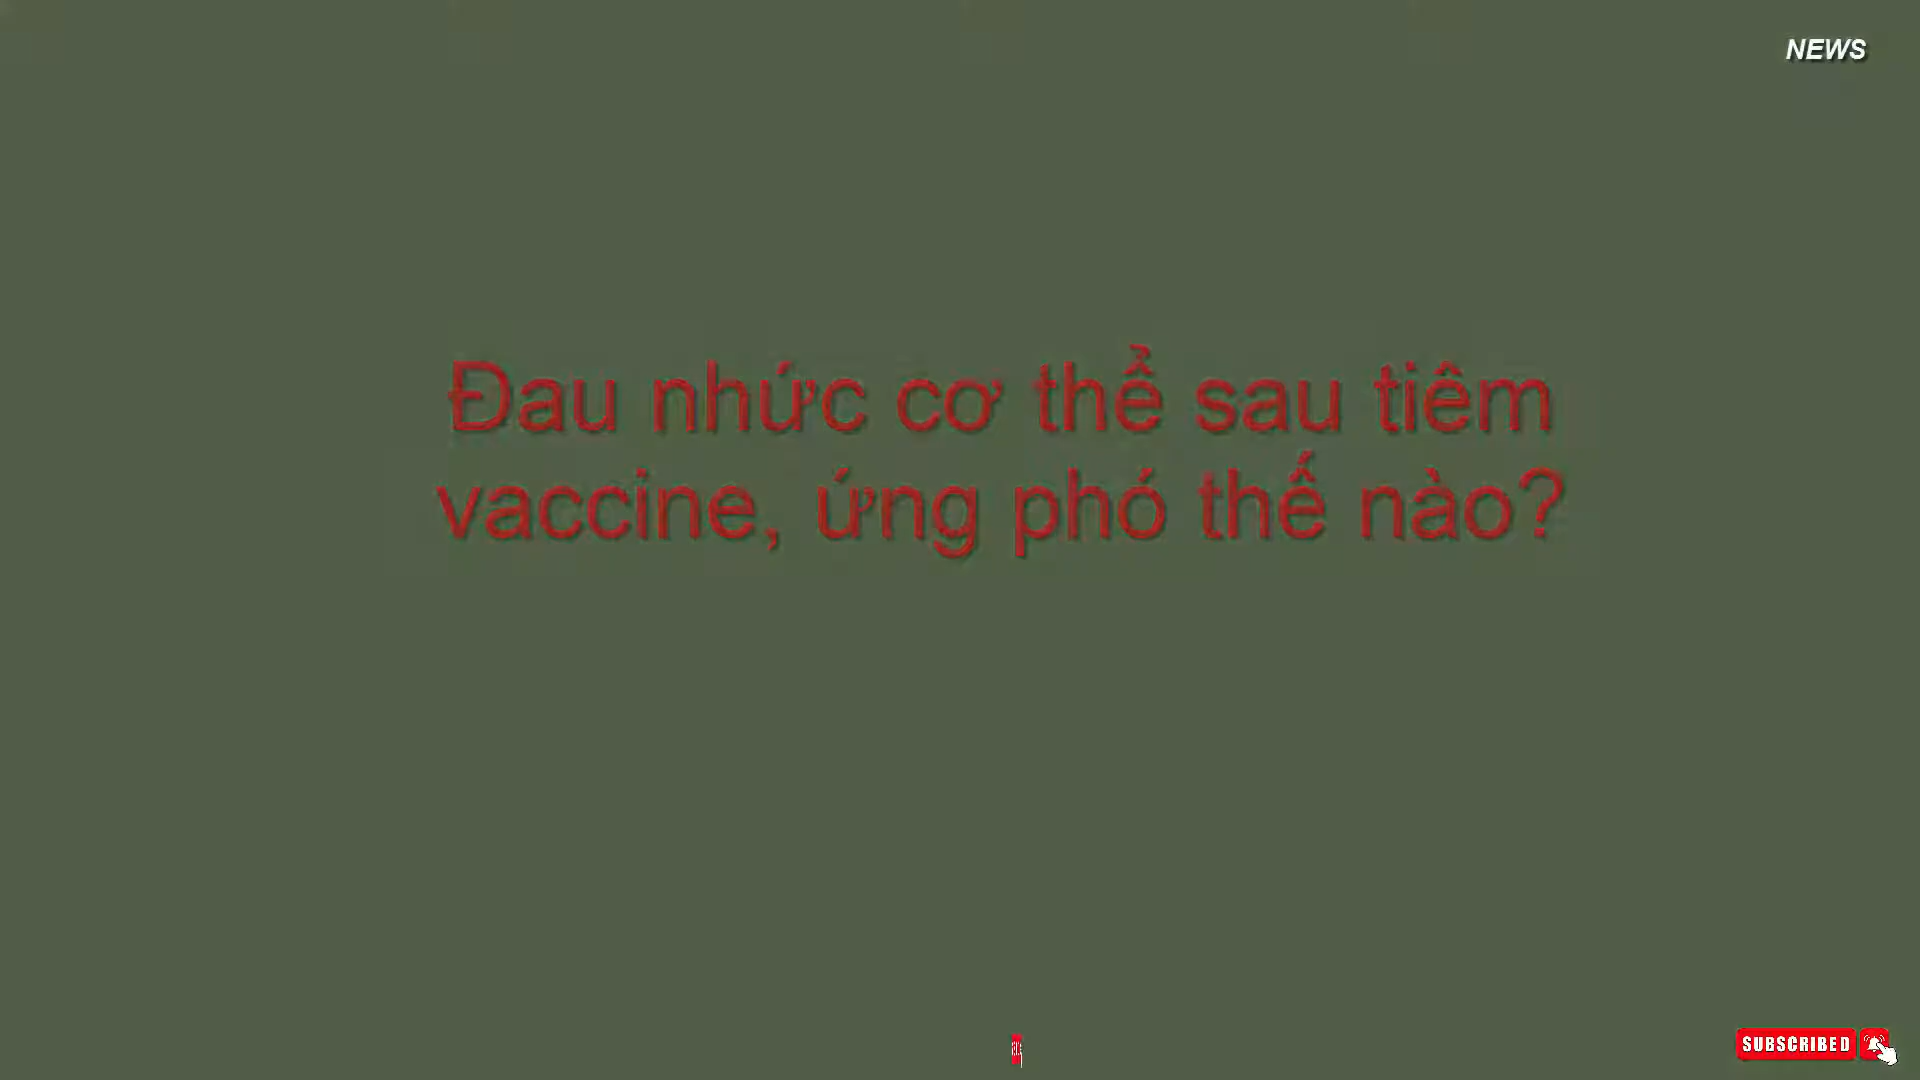 NEWS
Đau nhức cơ thể sau tiêm
vaccine, ứng phó thế nào?
SUBSCRIBED